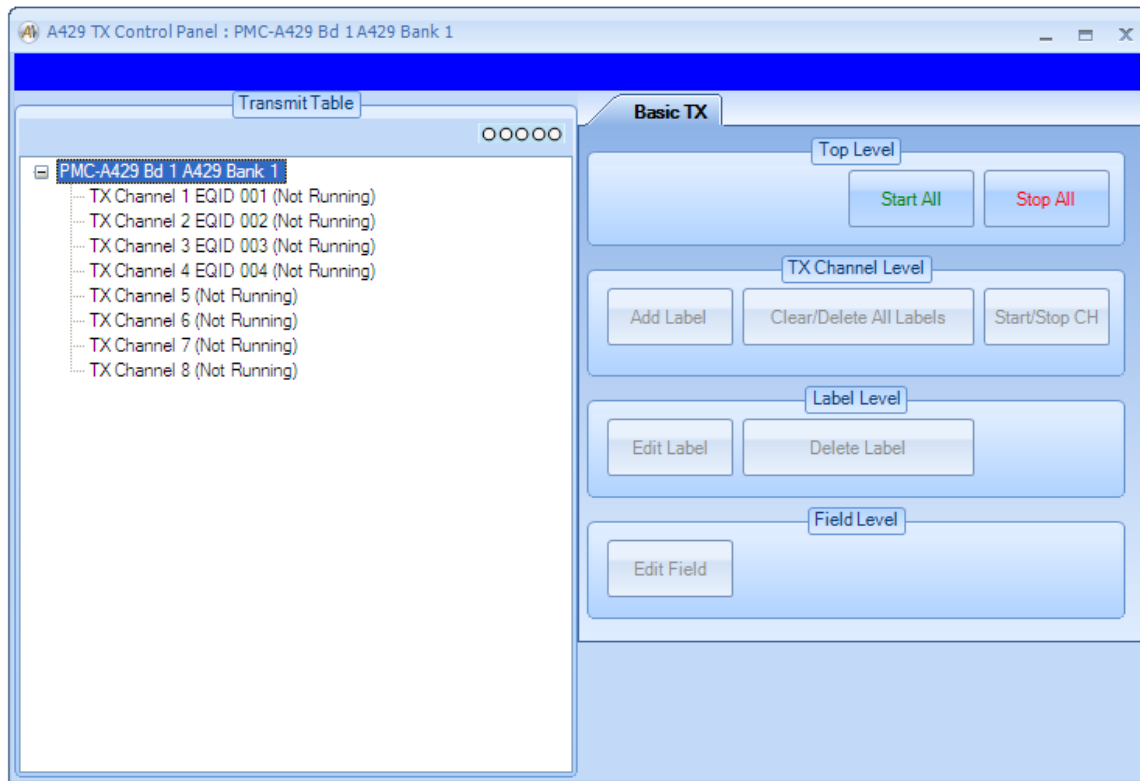 A429 TX Control Panel : PMC-A429 Bd 1 A429 Bank 1
Transmit Table
PMC-A429 Bd 1 A429 Bank 1
TX Channel 1 EQID 001 (Not Running)
TX Channel 2 EQID 002 (Not Running)
TX Channel 3 EQID 003 (Not Running)
TX Channel 4 EQID 004 (Not Running)
TX Channel 5 (Not Running)
TX Channel 6 (Not Running)
TX Channel 7 (Not Running)
TX Channel 8 (Not Running)
Basic TX
Top Level
Start All Stop All
TX Channel Level
Add Label Clear/Delete All Labels Start/Stop CH
Label Level
Edit Label Delete Label
Field Level
Edit Field